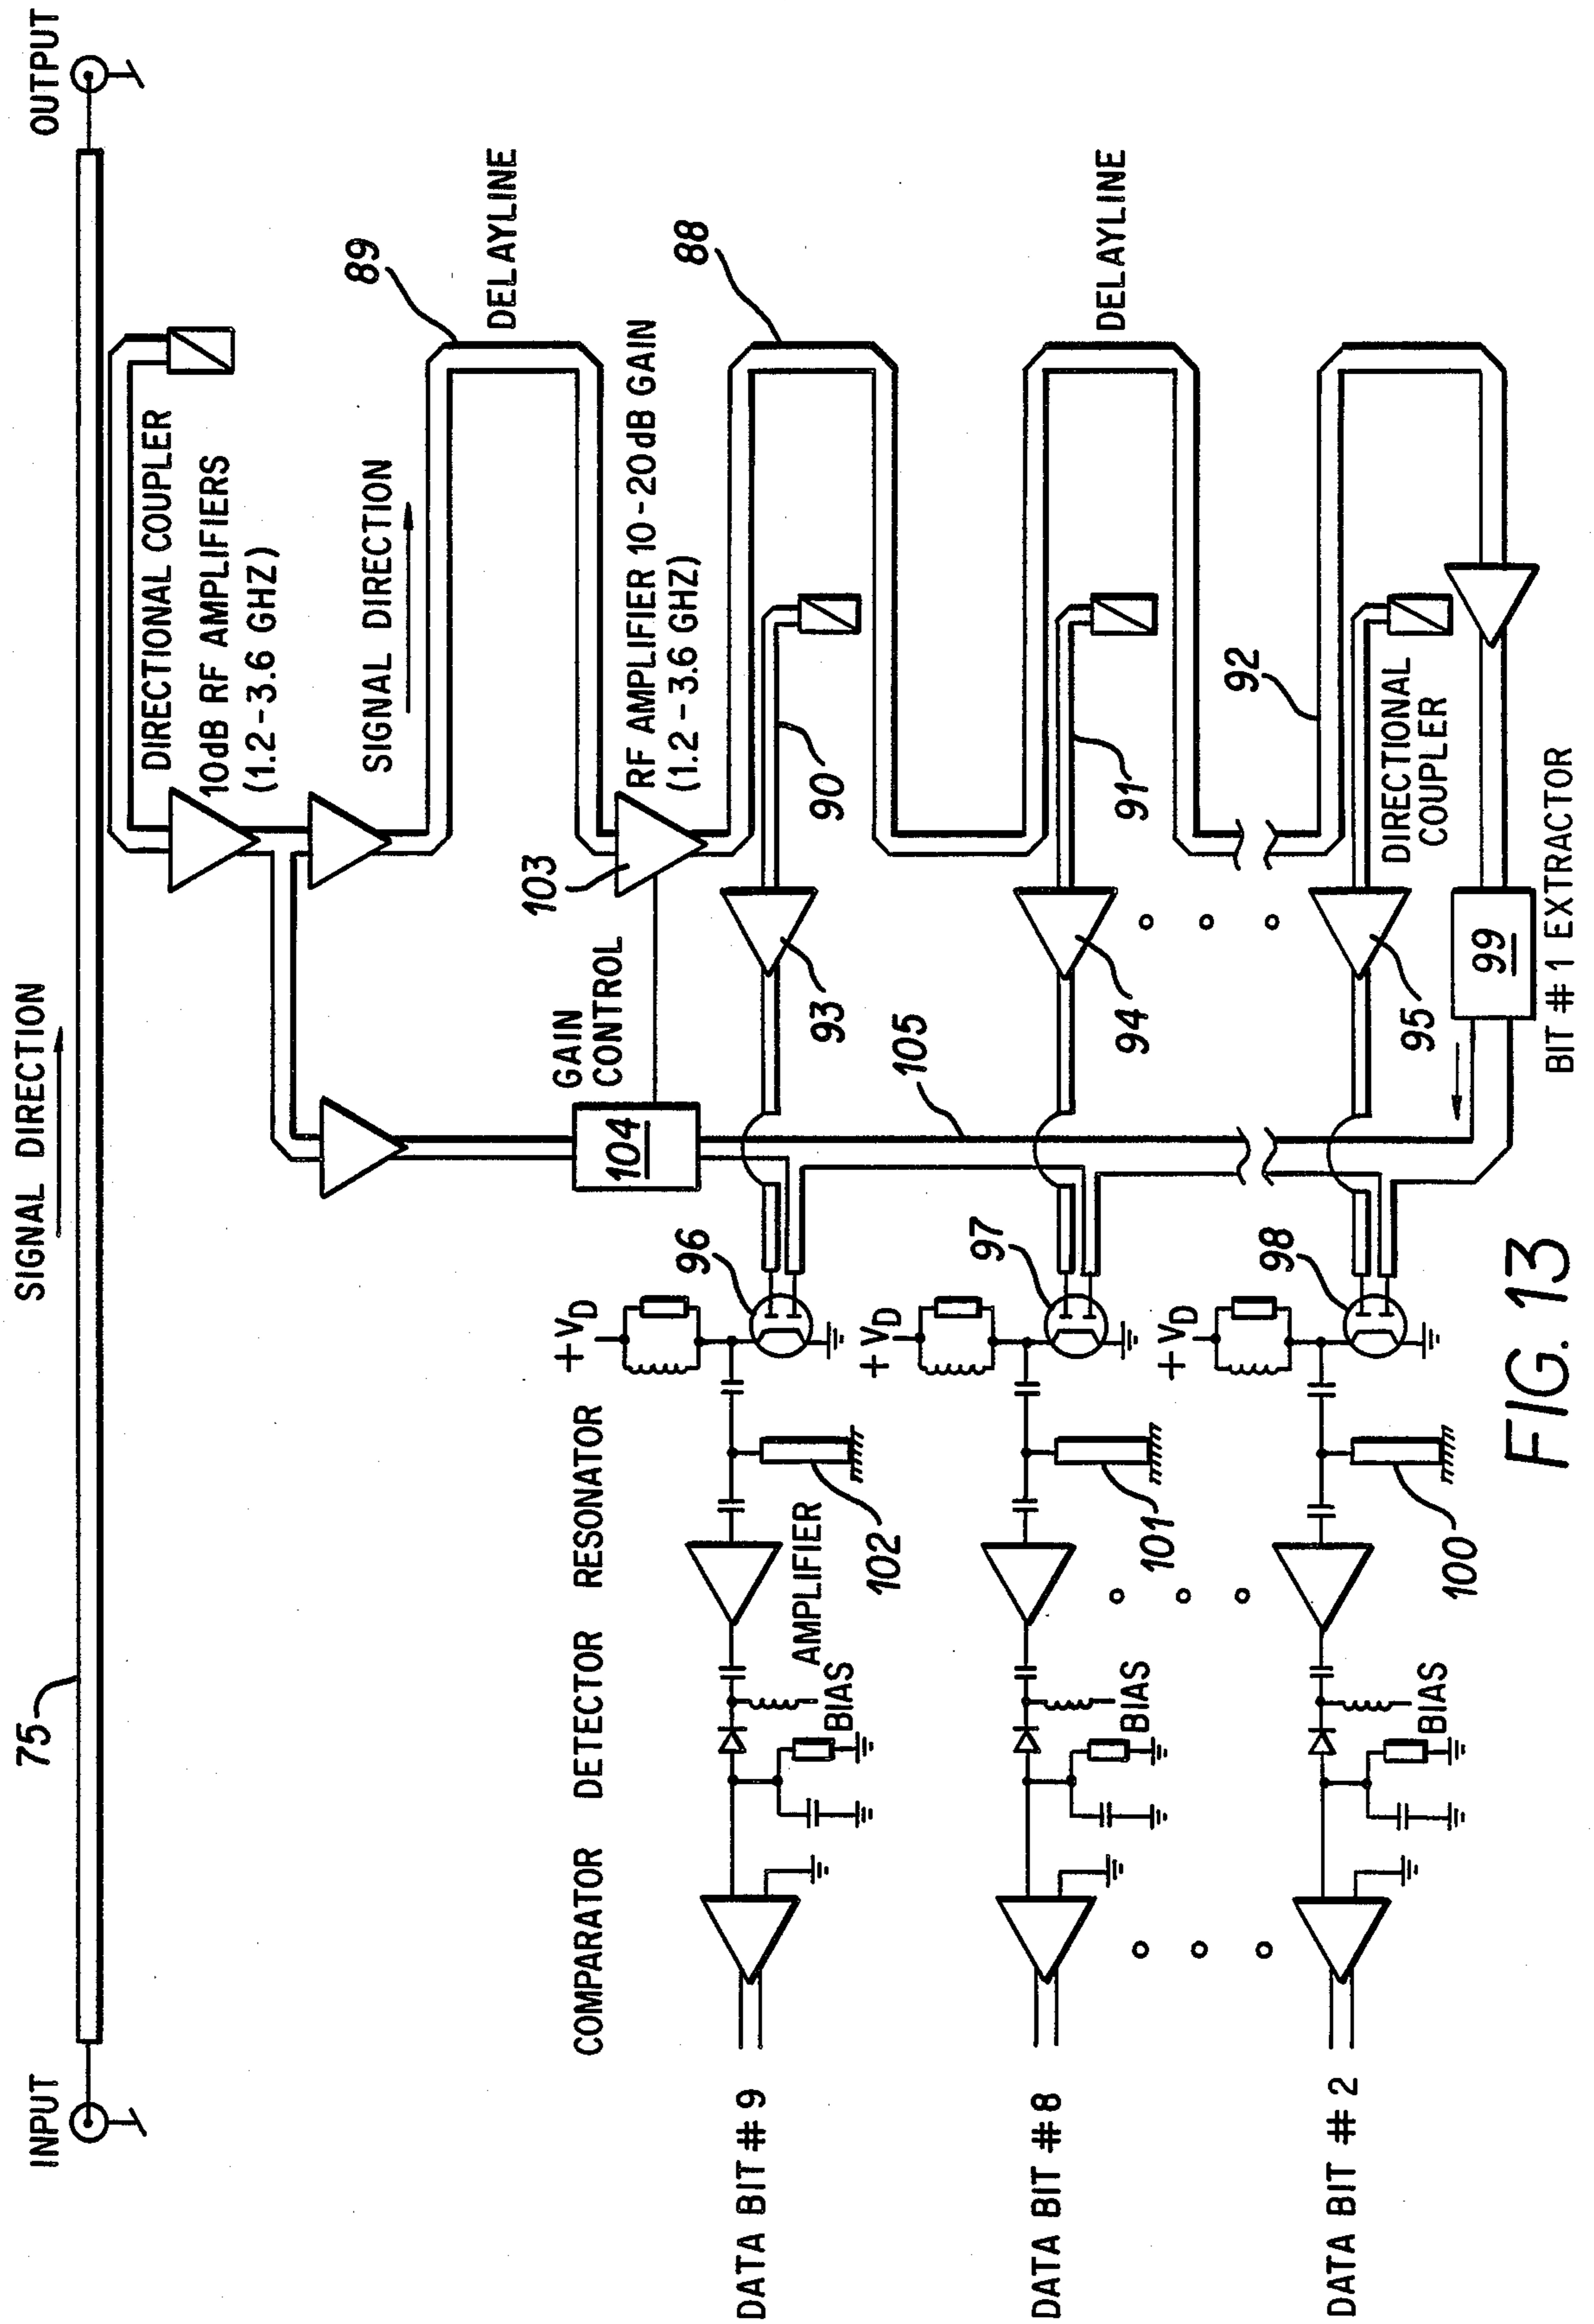 SIGNAL DIRECTION
INPUT
75
OUTPUT
DIRECTIONAL COUPLER
10dB RF AMPLIFIERS
(1.2-3.6 GHZ)
SIGNAL DIRECTION
89
DELAYLINE
GAIN
CONTROL
104
103
RF AMPLIFIER 10-20dB GAIN
(1.2-3.6 GHZ)
88
COMPARATOR
DETECTOR
RESONATOR
+VD
96
93
90
AMPLIFIER
BIAS
102
DATA BIT #9
105
+VD
97
94
91
DELAYLINE
BIAS
101
DATA BIT #8
+VD
98
95
92
DIRECTIONAL
COUPLER
BIAS
100
DATA BIT #2
99
BIT #1 EXTRACTOR
FIG. 13